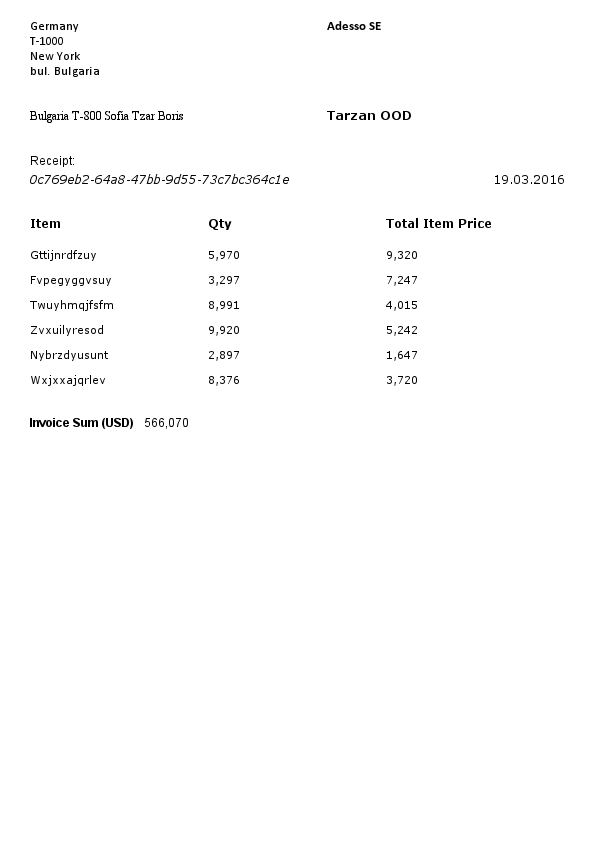 Germany
T-1000
New York
bul. Bulgaria
Adesso SE
Bulgaria T-800 Sofia Tzar Boris
Tarzan OOD
Receipt:
0c769eb2-64a8-47bb-9d55-73c7bc364c1e
19.03.2016
Item Qty Total Item Price
Gttijnrdfzuy 5,970 9,320
Fvpegyggvsuy 3,297 7,247
Twuyhmqjfsfm 8,991 4,015
Zvxuilyresod 9,920 5,242
Nybrzdyusunt 2,897 1,647
Wxjxxajqrlev 8,376 3,720
Invoice Sum (USD) 566,070